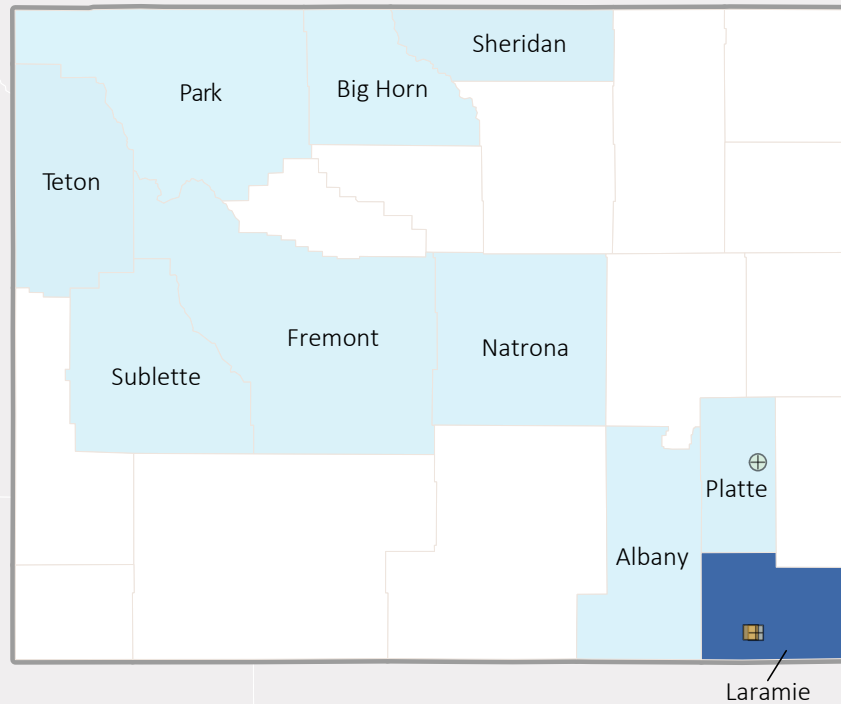 Sheridan
Park
Big Horn
Teton
Fremont
Natrona
Sublette
Platte
Albany
Laramie